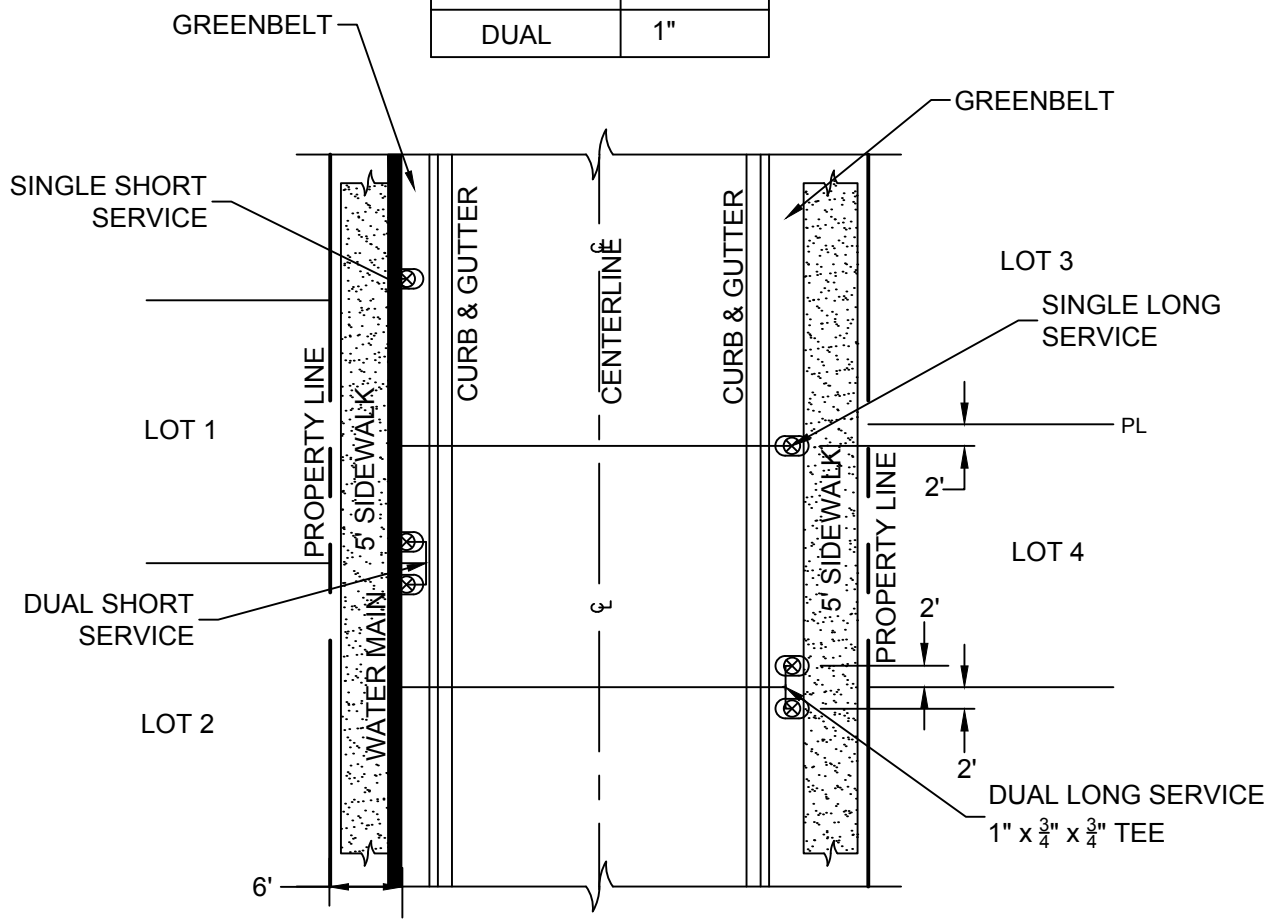 DUAL 1"
GREENBELT
GREENBELT
SINGLE SHORT
SERVICE
CURB & GUTTER
CENTERLINE
CURB & GUTTER
LOT 3
SINGLE LONG
SERVICE
PROPERTY LINE
5' SIDEWALK
LOT 1
PL
2'
5' SIDEWALK
PROPERTY LINE
LOT 4
DUAL SHORT
SERVICE
WATER MAIN
CL
CL
2'
LOT 2
2'
DUAL LONG SERVICE
1" x 3/4" x 3/4" TEE
6'